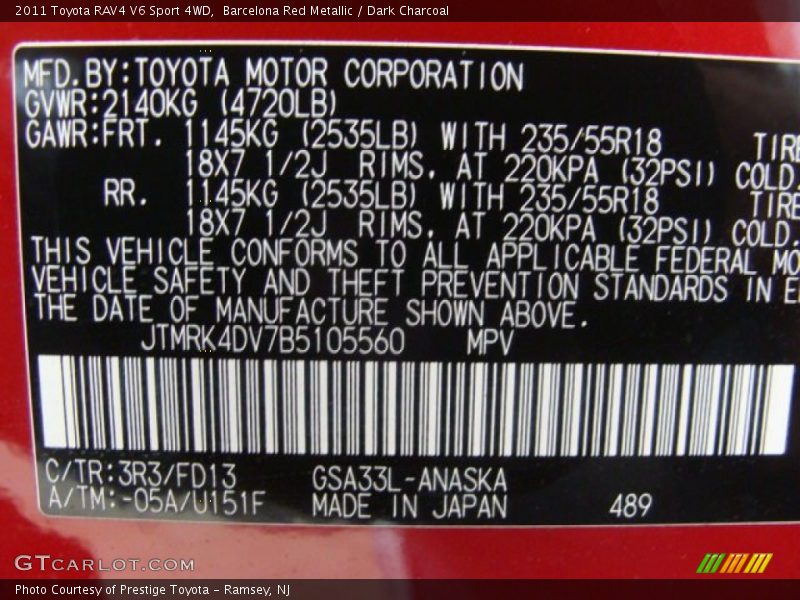 2011 Toyota RAV4 V6 Sport 4WD, Barcelona Red Metallic / Dark Charcoal
MFD.BY:TOYOTA MOTOR CORPORATION
GVWR:2140KG (4720LB)
GAWR:FRT. 1145KG (2535LB) WITH 235/55R18 TIRE
18X7 1/2J RIMS, AT 220KPA (32PSI) COLD.
RR. 1145KG (2535LB) WITH 235/55R18 TIRE
18X7 1/2J RIMS, AT 220KPA (32PSI) COLD.
THIS VEHICLE CONFORMS TO ALL APPLICABLE FEDERAL MO
VEHICLE SAFETY AND THEFT PREVENTION STANDARDS IN E
THE DATE OF MANUFACTURE SHOWN ABOVE.
JTMRK4DV7B5105560 MPV
C/TR:3R3/FD13 GSA33L-ANASKA
A/TM:-05A/U151F MADE IN JAPAN 489
GTCARLOT.COM
Photo Courtesy of Prestige Toyota - Ramsey, NJ